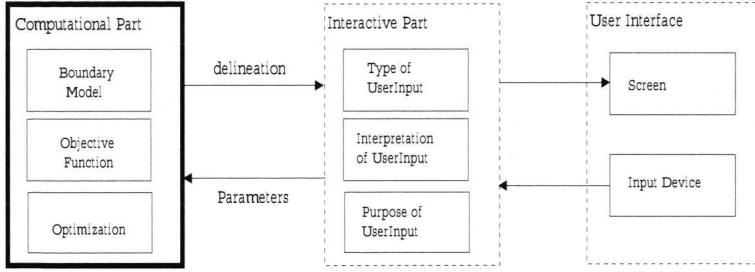 Computational Part
Boundary
Model
Objective
Function
Optimization
delineation
Parameters
Interactive Part
Type of
UserInput
Interpretation
of UserInput
Purpose of
UserInput
User Interface
Screen
Input Device